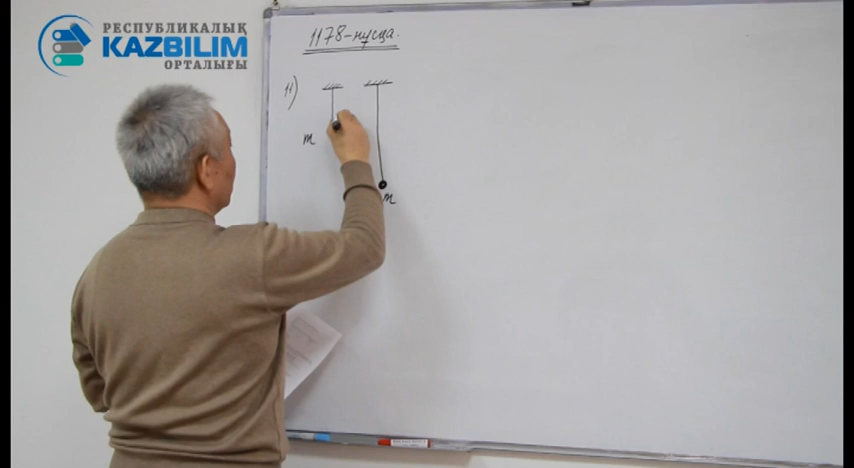 РЕСПУБЛИКАЛЫҚ
KAZBILIM
ОРТАЛЫҒЫ
1178-нұсқа.
11)
m
m